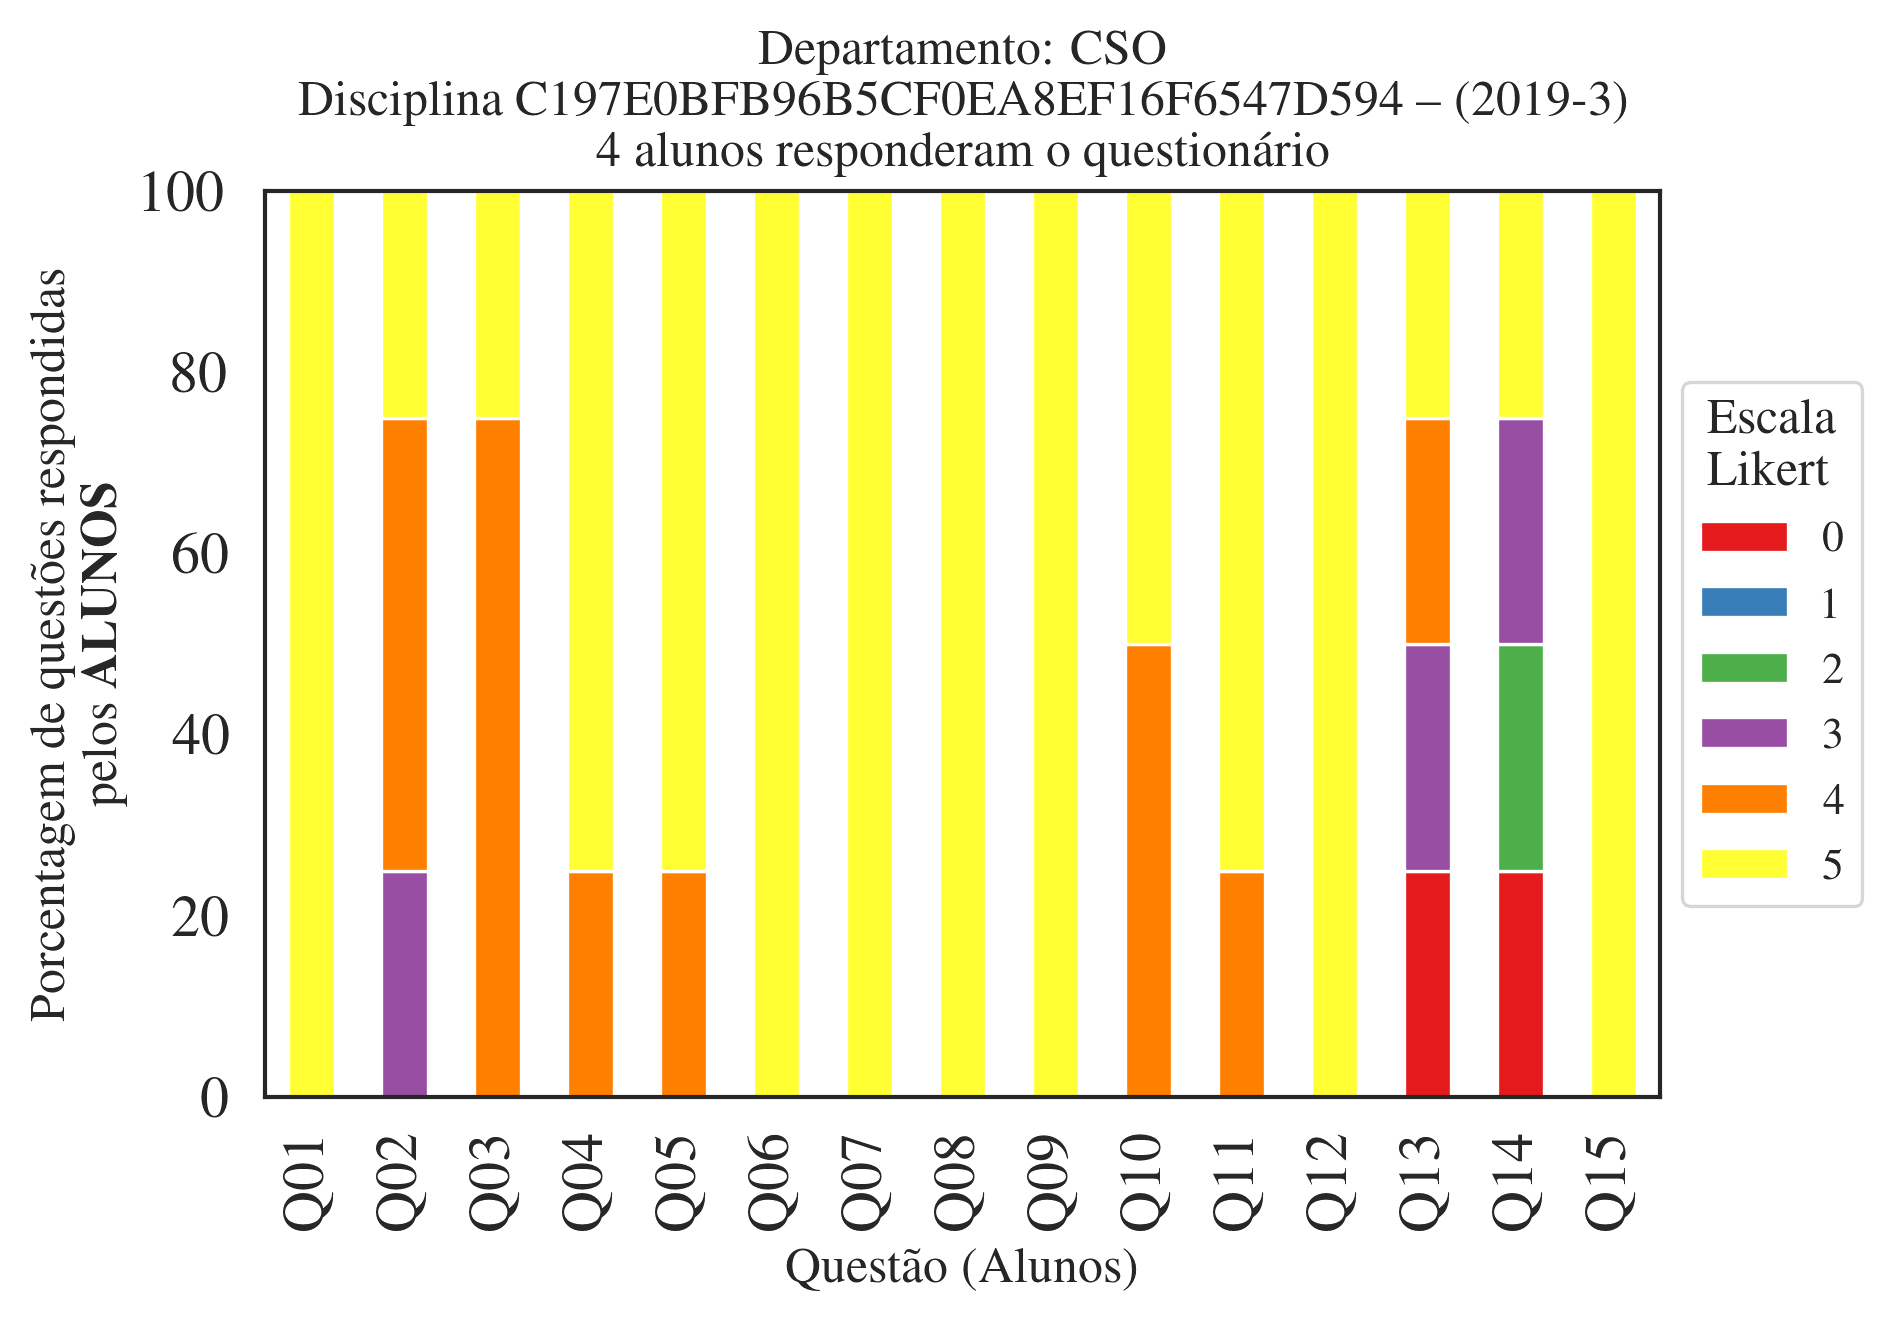 Departamento: CSO
Disciplina C197E0BFB96B5CF0EA8EF16F6547D594 – (2019-3)
4 alunos responderam o questionário
Porcentagem de questões respondidas
pelos ALUNOS
100
80
60
40
20
0
Q01
Q02
Q03
Q04
Q05
Q06
Q07
Q08
Q09
Q10
Q11
Q12
Q13
Q14
Q15
Questão (Alunos)
Escala
Likert
0
1
2
3
4
5